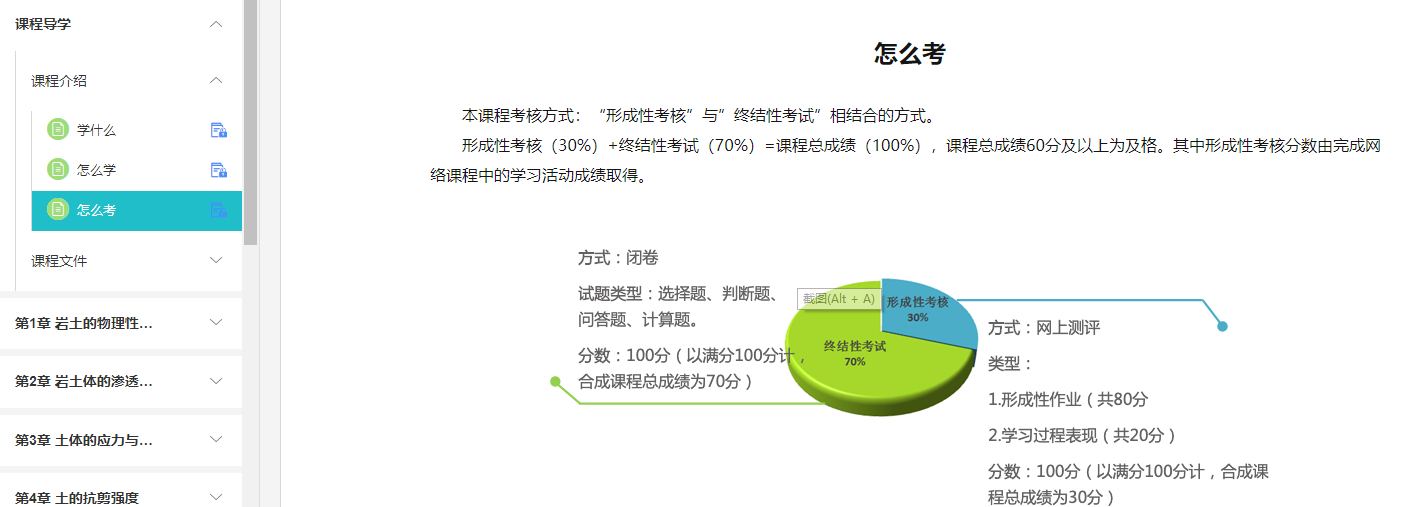 课程导学
课程介绍
学什么
怎么学
怎么考
课程文件
第1章 岩土的物理性...
第2章 岩土体的渗透...
第3章 土体的应力与...
第4章 土的抗剪强度
怎么考
本课程考核方式：“形成性考核”与”终结性考试”相结合的方式。
形成性考核（30%）+终结性考试（70%）=课程总成绩（100%），课程总成绩60分及以上为及格。其中形成性考核分数由完成网
络课程中的学习活动成绩取得。
方式：闭卷
试题类型：选择题、判断题、
问答题、计算题。
分数：100分（以满分100分计，
合成课程总成绩为70分）
截图(Alt + A)
形成性考核
30%
终结性考试
70%
方式：网上测评
类型：
1.形成性作业（共80分
2.学习过程表现（共20分）
分数：100分（以满分100分计，合成课
程总成绩为30分）